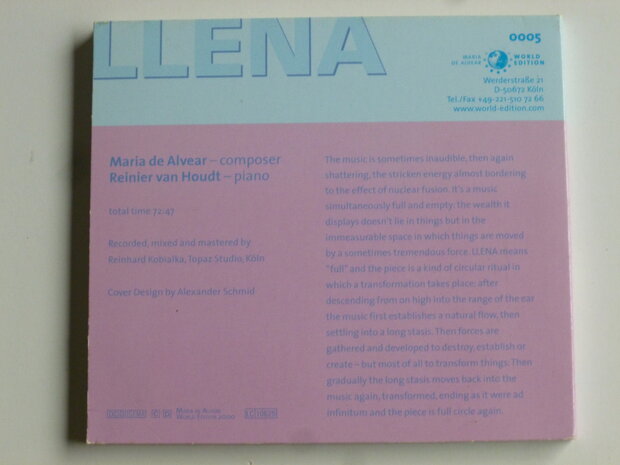 LLENA
0005
MARIA DE ALVEAR WORLD EDITION
Werderstraße 21
D-50672 Köln
Tel./Fax +49-221-510 72 66
www.world-edition.com
Maria de Alvear – composer
Reinier van Houdt – piano
total time 72:47
Recorded, mixed and mastered by
Reinhard Kobialka, Topaz Studio, Köln
Cover Design by Alexander Schmid
The music is sometimes inaudible, then again
shattering, the stricken energy almost bordering
to the effect of nuclear fusion. It's a music
simultaneously full and empty: the wealth it
displays doesn't lie in things but in the
immeasurable space in which things are moved
by a sometimes tremendous force. LLENA means
"full" and the piece is a kind of circular ritual in
which a transformation takes place: after
descending from on high into the range of the ear
the music first establishes a natural flow, then
settling into a long stasis. Then forces are
gathered and developed to destroy, establish or
create – but most of all to transform things. Then
gradually the long stasis moves back into the
music again, transformed, ending as it were ad
infinitum and the piece is full circle again.
Maria de Alvear
World Edition 2000